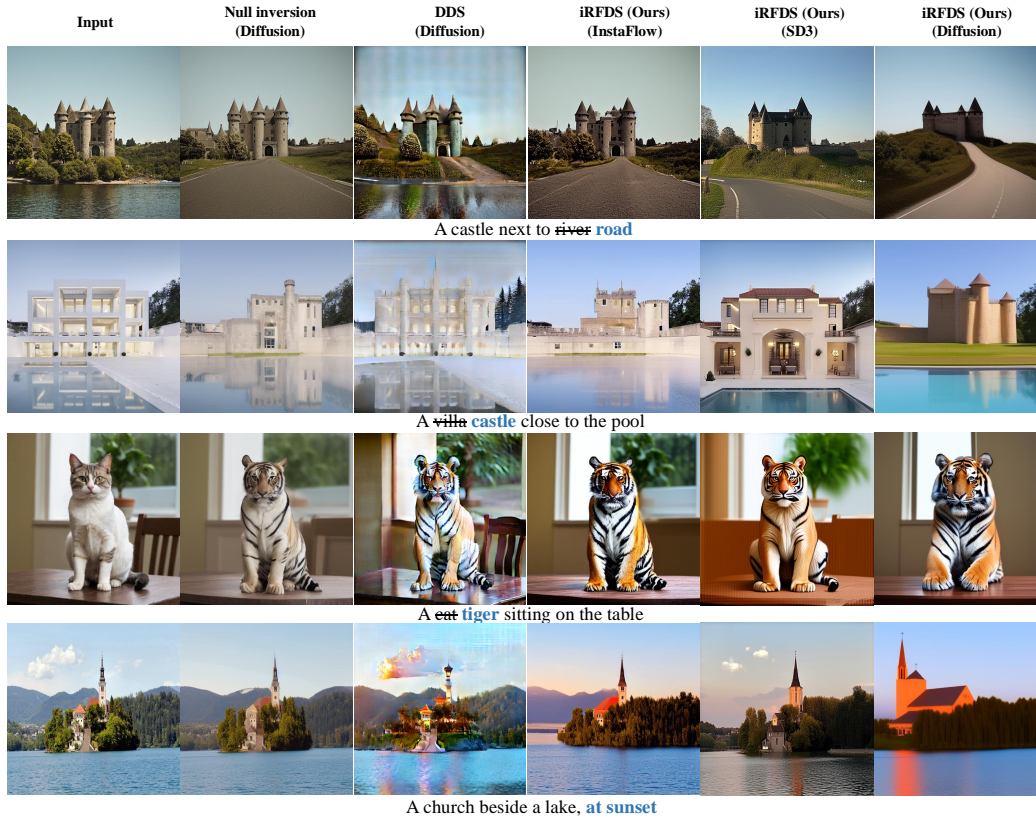 Input
Null inversion
(Diffusion)
DDS
(Diffusion)
iRFDS (Ours)
(InstaFlow)
iRFDS (Ours)
(SD3)
iRFDS (Ours)
(Diffusion)
A castle next to river road
A villa castle close to the pool
A cat tiger sitting on the table
A church beside a lake, at sunset